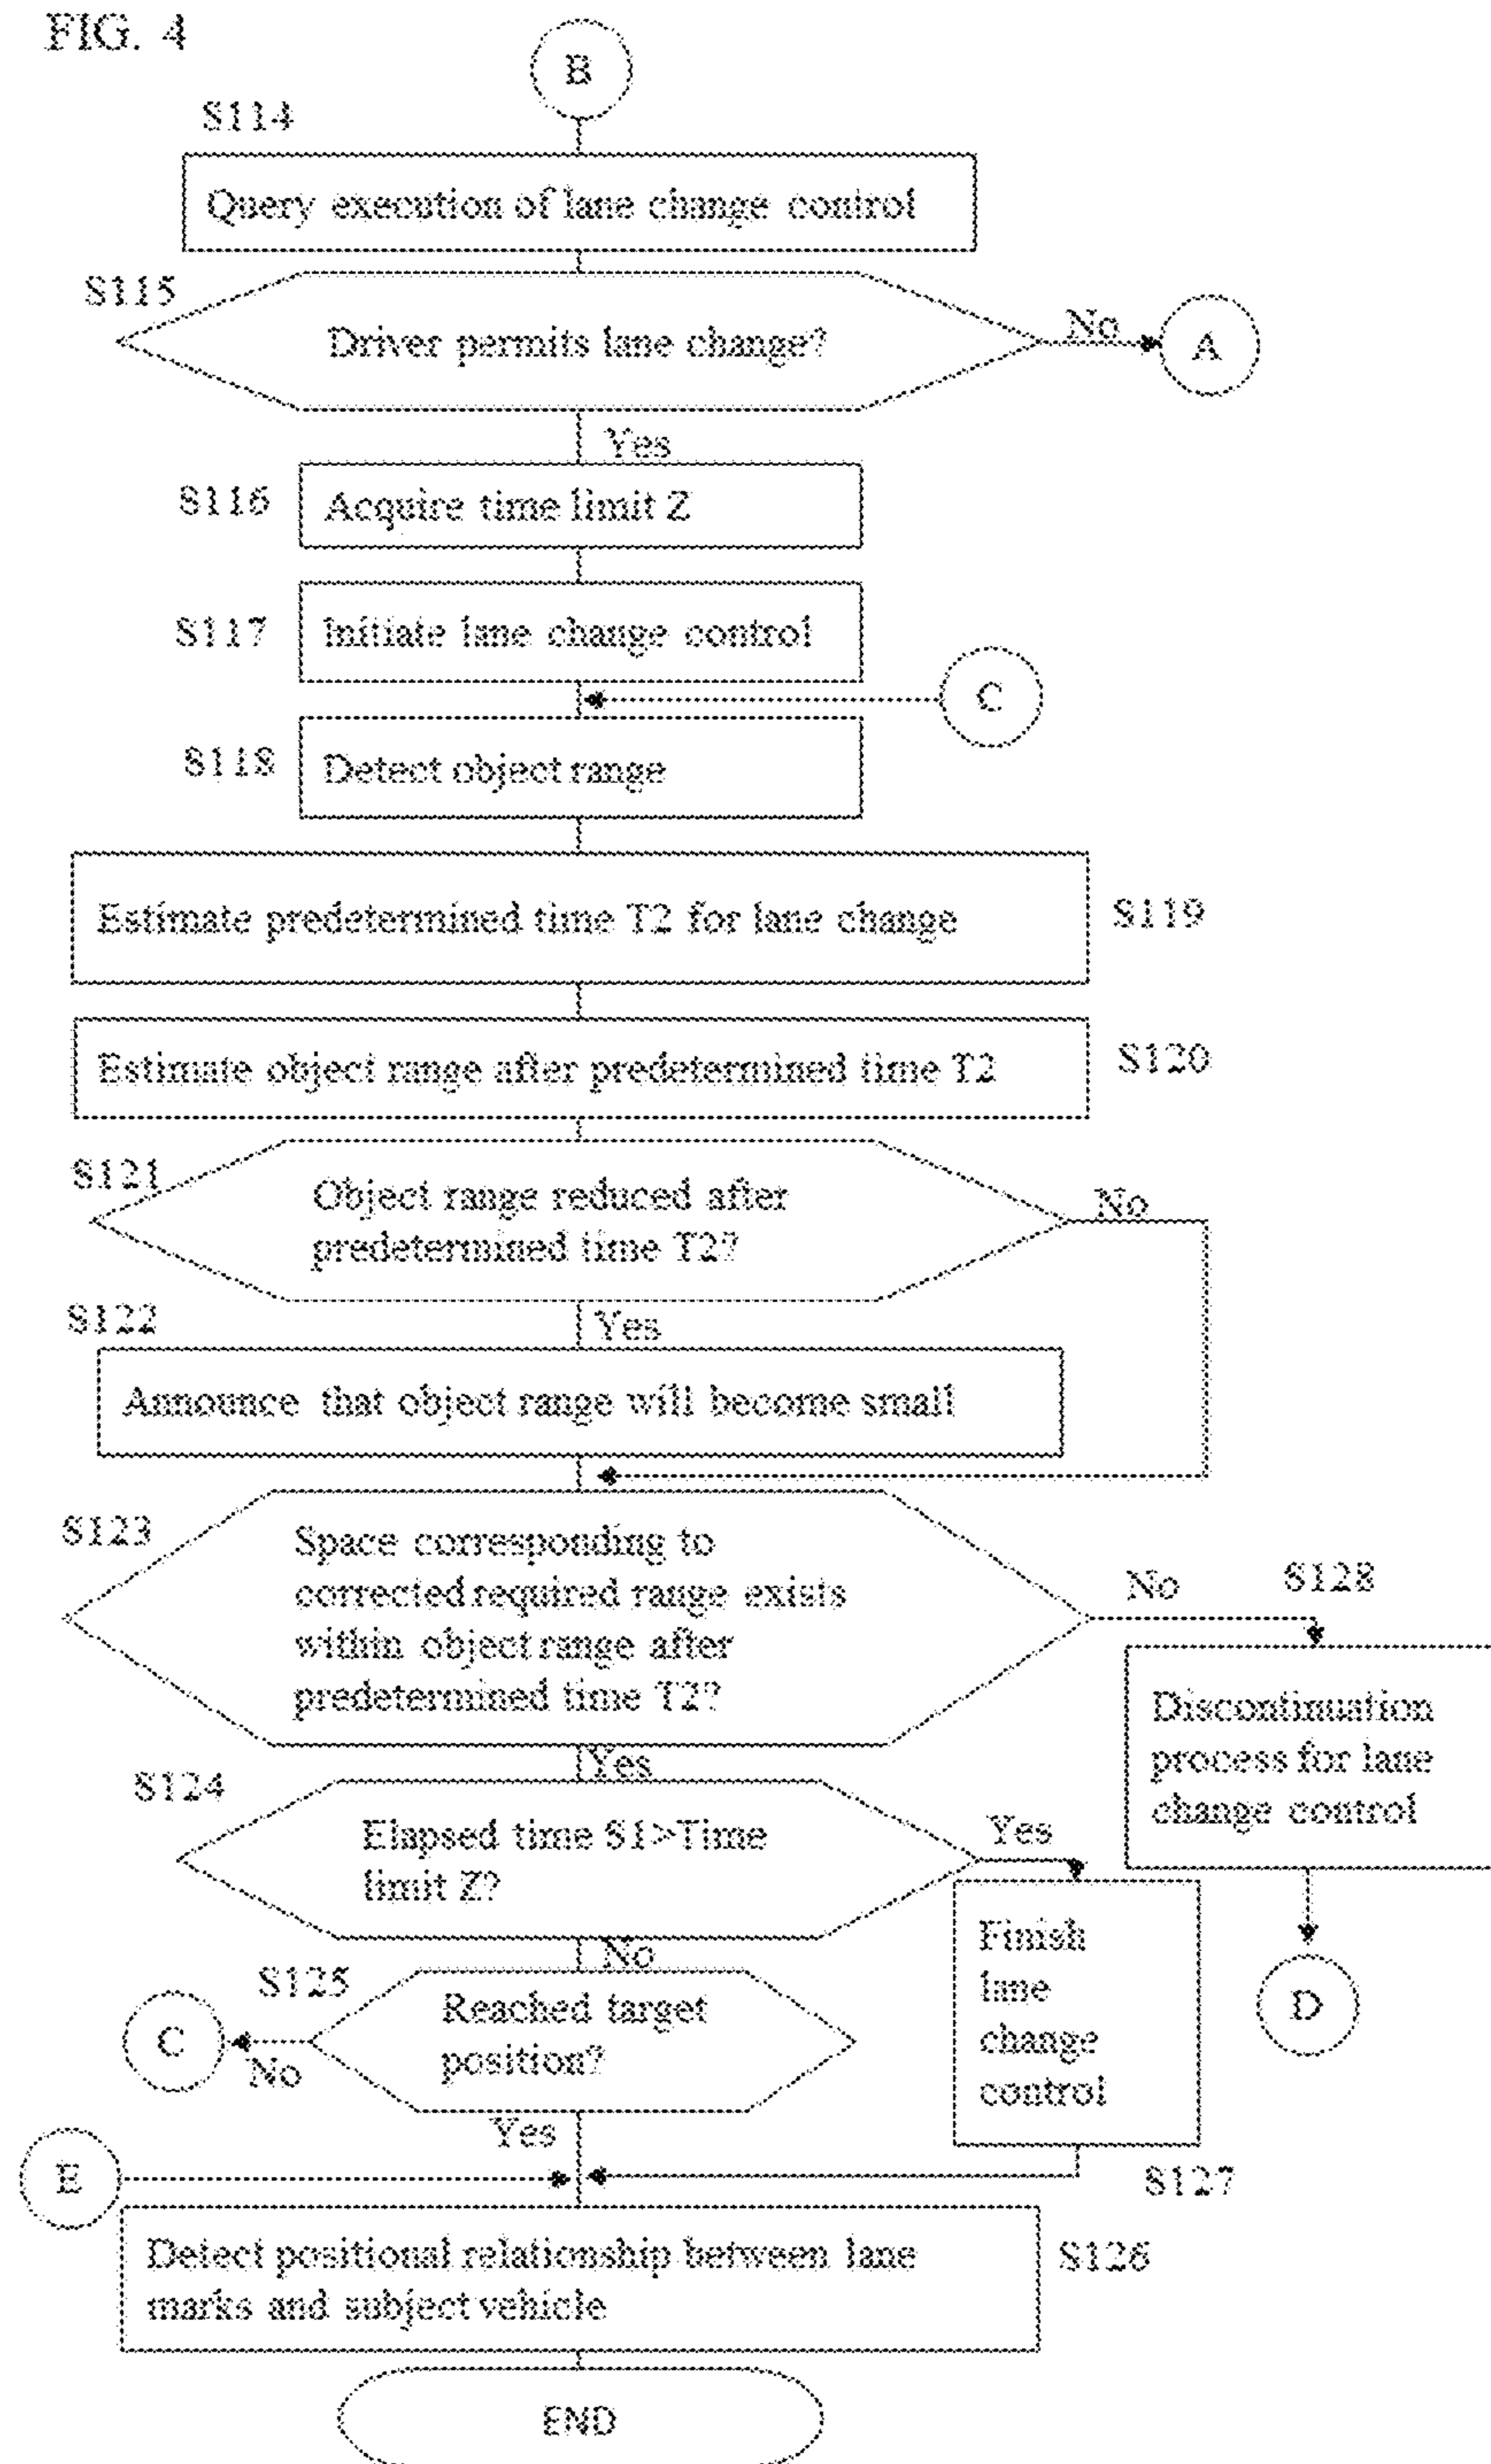 FIG. 4
B
S114
Query execution of lane change control
S115
Driver permits lane change?
No
A
Yes
S116
Acquire time limit Z
S117
Initiate lane change control
C
S118
Detect object range
Estimate predetermined time T2 for lane change
S119
Estimate object range after predetermined time T2
S120
S121
Object range reduced after
predetermined time T2?
No
S122
Yes
Announce that object range will become small
S123
Space corresponding to
corrected required range exists
within object range after
predetermined time T2?
No
S128
Discontinuation
process for lane
change control
Yes
S124
Elapsed time S1>Time
limit Z?
Yes
Finish
lane
change
control
D
No
S125
Reached target
position?
C
No
Yes
E
S127
Detect positional relationship between lane
marks and subject vehicle
S126
END